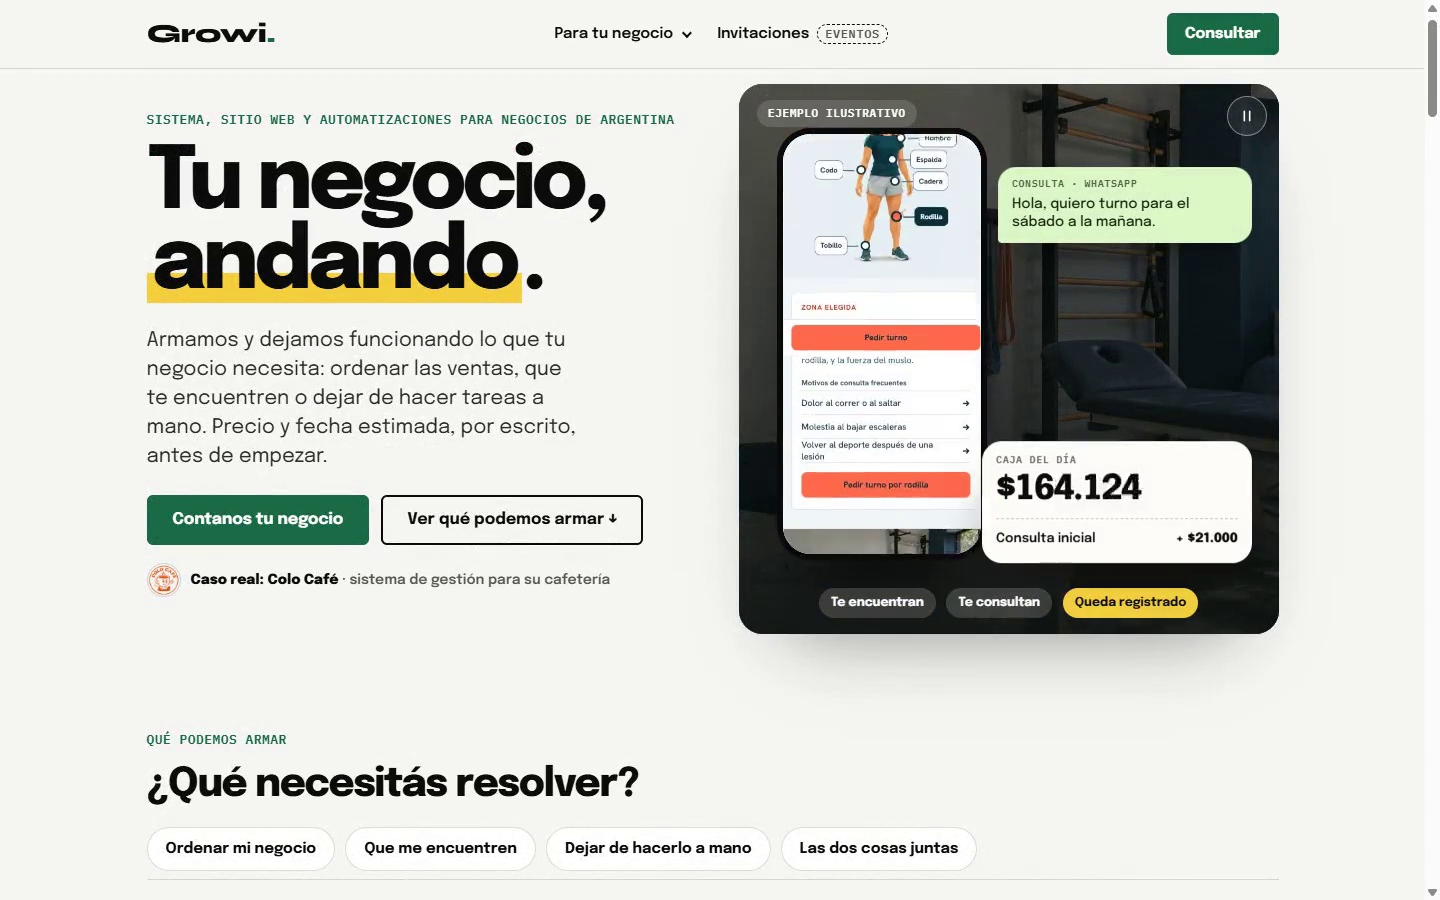 Growi.
Para tu negocio
Invitaciones EVENTOS
Consultar
SISTEMA, SITIO WEB Y AUTOMATIZACIONES PARA NEGOCIOS DE ARGENTINA
Tu negocio,
andando.
Armamos y dejamos funcionando lo que tu
negocio necesita: ordenar las ventas, que
te encuentren o dejar de hacer tareas a
mano. Precio y fecha estimada, por escrito,
antes de empezar.
Contanos tu negocio
Ver qué podemos armar ↓
COLO CAFÉ
Caso real: Colo Café · sistema de gestión para su cafetería
EJEMPLO ILUSTRATIVO
Hombro
Espalda
Codo
Cadera
Rodilla
Tobillo
ZONA ELEGIDA
Pedir turno
rodilla, y la fuerza del muslo.
Motivos de consulta frecuentes
Dolor al correr o al saltar →
Molestia al bajar escaleras →
Volver al deporte después de una
lesión →
Pedir turno por rodilla
CONSULTA · WHATSAPP
Hola, quiero turno para el
sábado a la mañana.
CAJA DEL DÍA
$164.124
Consulta inicial + $21.000
Te encuentran
Te consultan
Queda registrado
QUÉ PODEMOS ARMAR
¿Qué necesitás resolver?
Ordenar mi negocio
Que me encuentren
Dejar de hacerlo a mano
Las dos cosas juntas